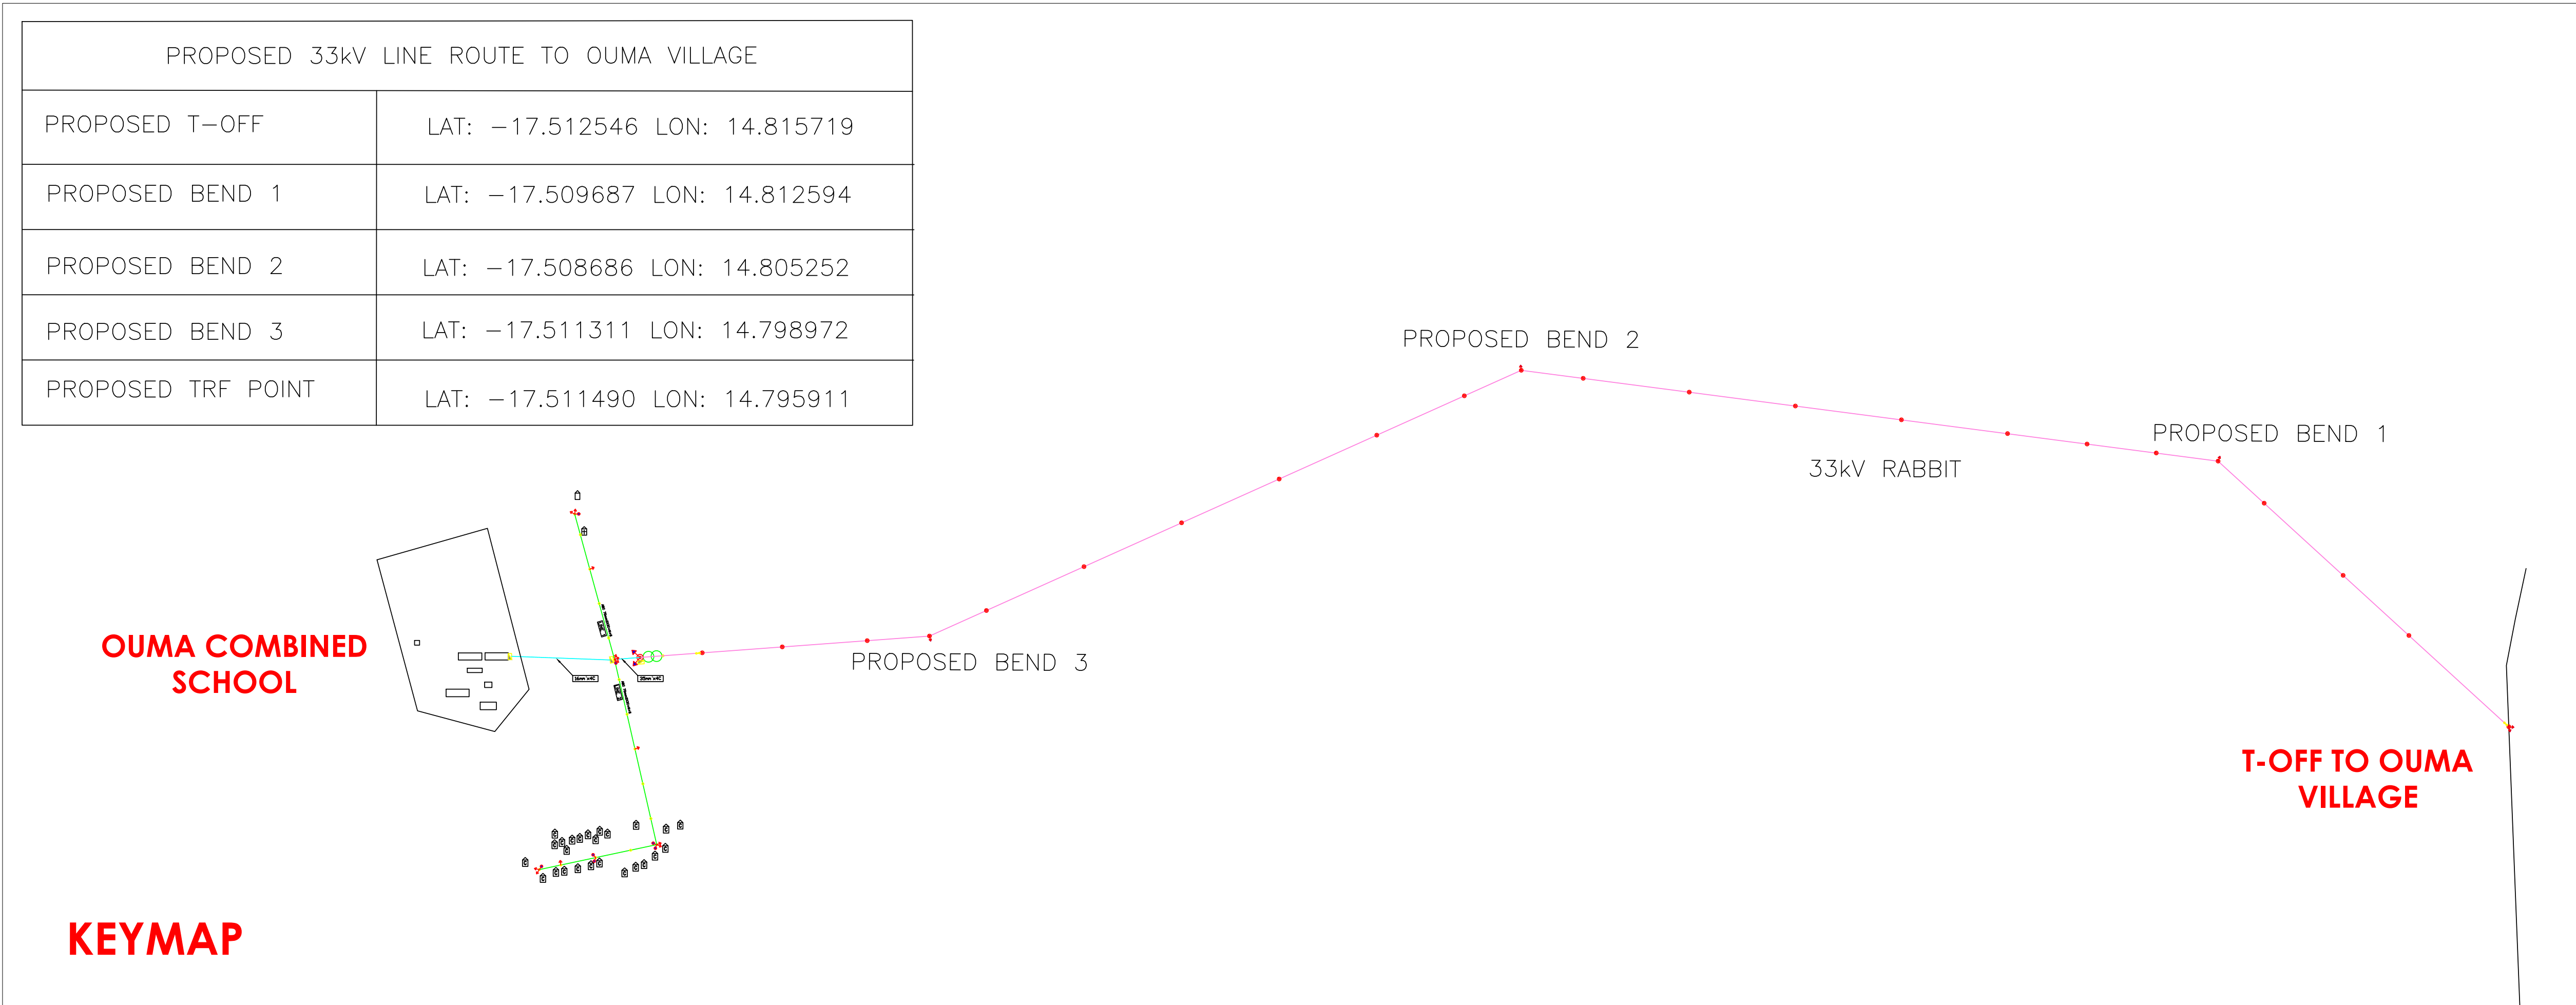 PROPOSED 33kV LINE ROUTE TO OUMA VILLAGE
PROPOSED T-OFF LAT: -17.512546 LON: 14.815719
PROPOSED BEND 1 LAT: -17.509687 LON: 14.812594
PROPOSED BEND 2 LAT: -17.508686 LON: 14.805252
PROPOSED BEND 3 LAT: -17.511311 LON: 14.798972
PROPOSED TRF POINT LAT: -17.511490 LON: 14.795911
PROPOSED BEND 2
PROPOSED BEND 1
33kV RABBIT
OUMA COMBINED
SCHOOL
PROPOSED BEND 3
T-OFF TO OUMA
VILLAGE
KEYMAP